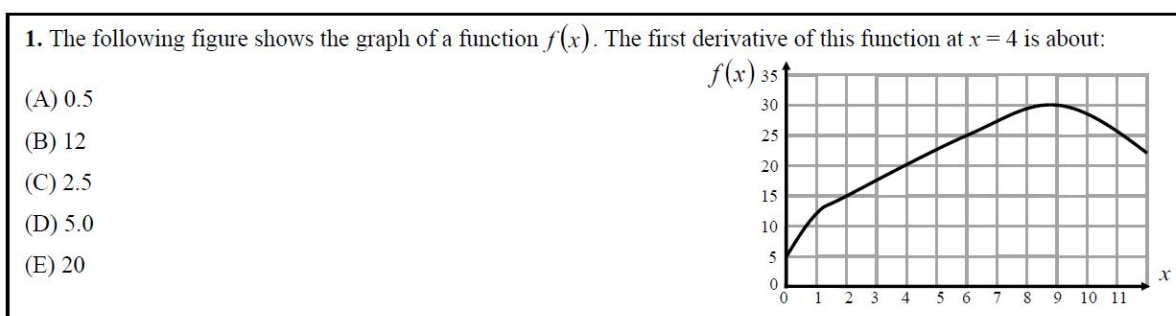 1. The following figure shows the graph of a function f(x). The first derivative of this function at x = 4 is about:
(A) 0.5
(B) 12
(C) 2.5
(D) 5.0
(E) 20
f(x)
35
30
25
20
15
10
5
0
0 1 2 3 4 5 6 7 8 9 10 11
x